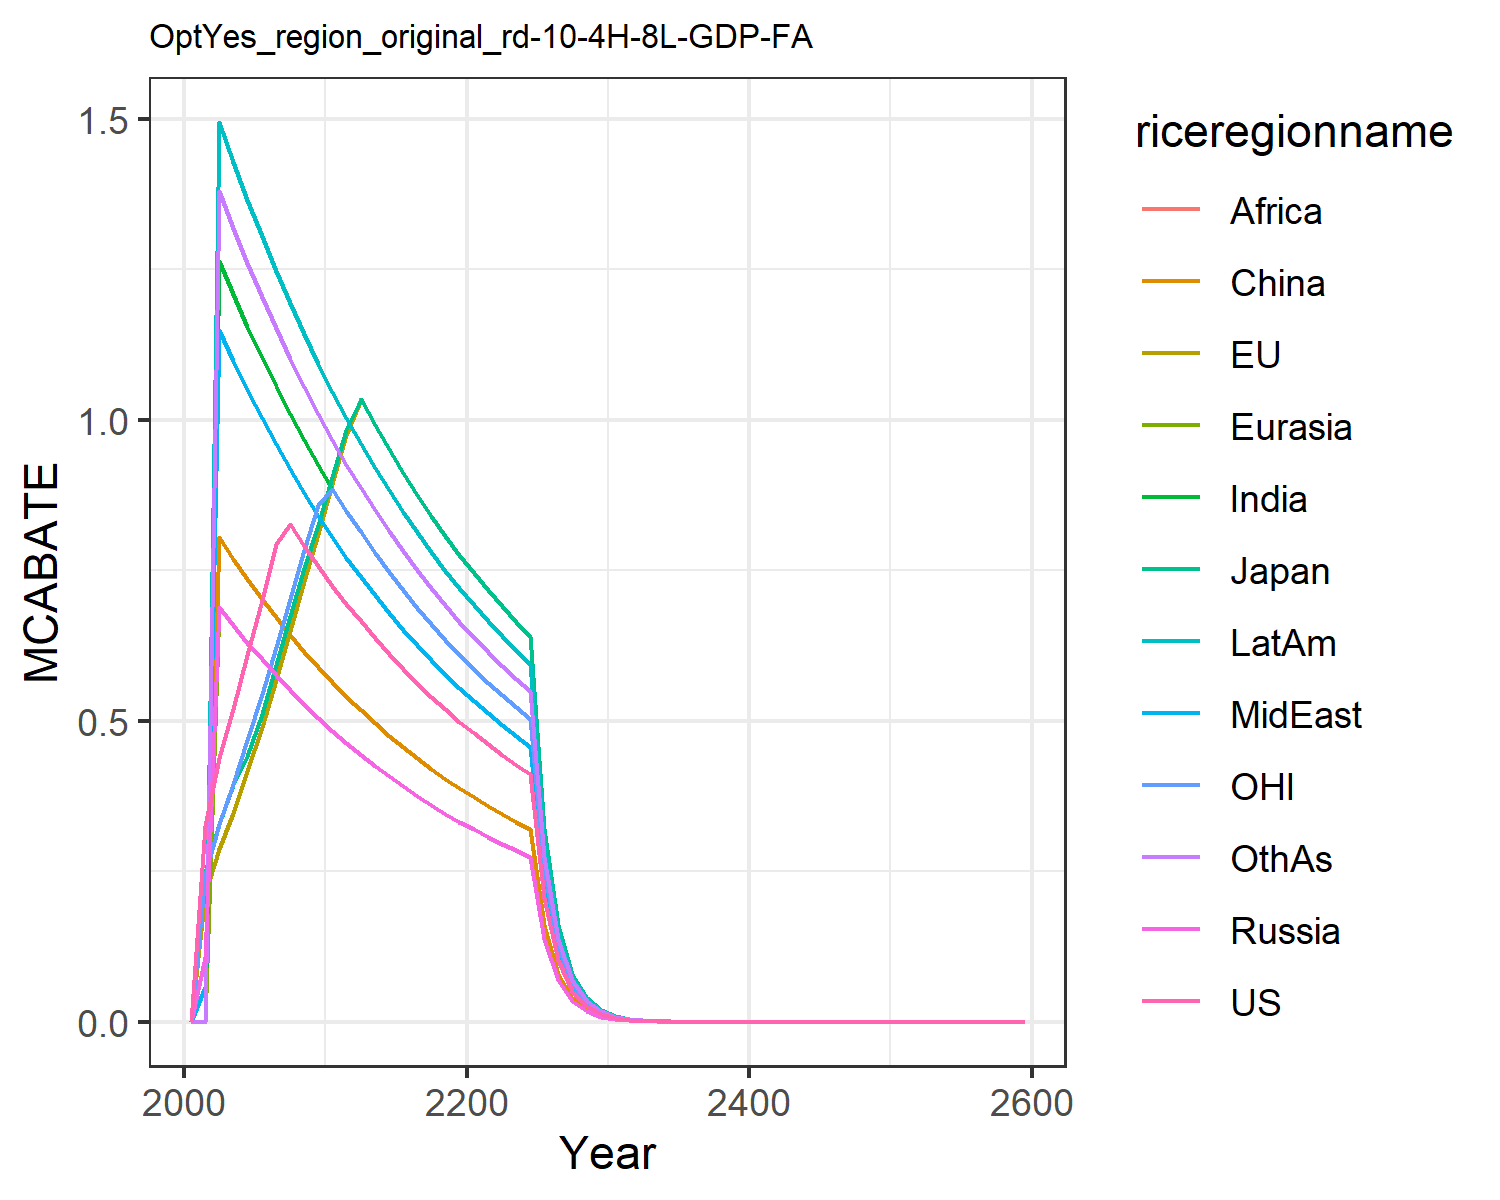 OptYes_region_original_rd-10-4H-8L-GDP-FA
1.5
1.0
0.5
0.0
MCABATE
2000
2200
2400
2600
Year
riceregionname
Africa
China
EU
Eurasia
India
Japan
LatAm
MidEast
OHI
OthAs
Russia
US